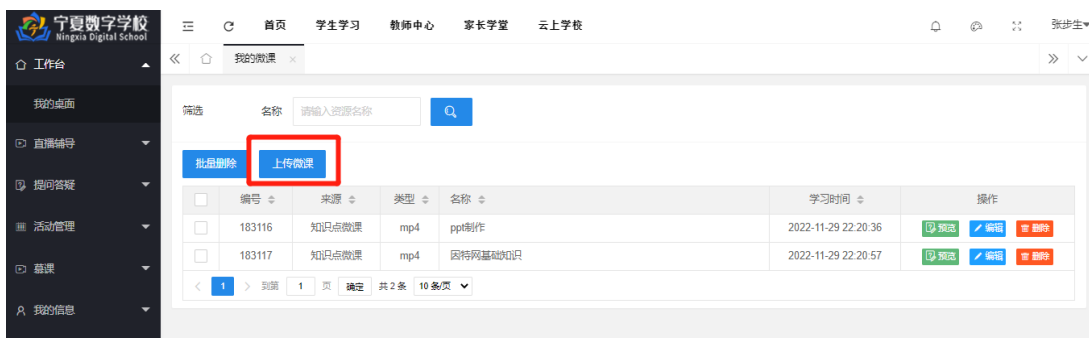 宁夏数字学校
Ningxia Digital School
首页 学生学习 教师中心 家长学堂 云上学校 张步生
工作台 我的微课
我的桌面
筛选 名称 请输入资源名称
直播辅导
批量删除 上传微课
提问答疑
编号 来源 类型 名称 学习时间 操作
活动管理
183116 知识点微课 mp4 ppt制作 2022-11-29 22:20:36 预览 编辑 删除
183117 知识点微课 mp4 因特网基础知识 2022-11-29 22:20:57 预览 编辑 删除
慕课
1 到第 1 页 确定 共2条 10条/页
我的信息